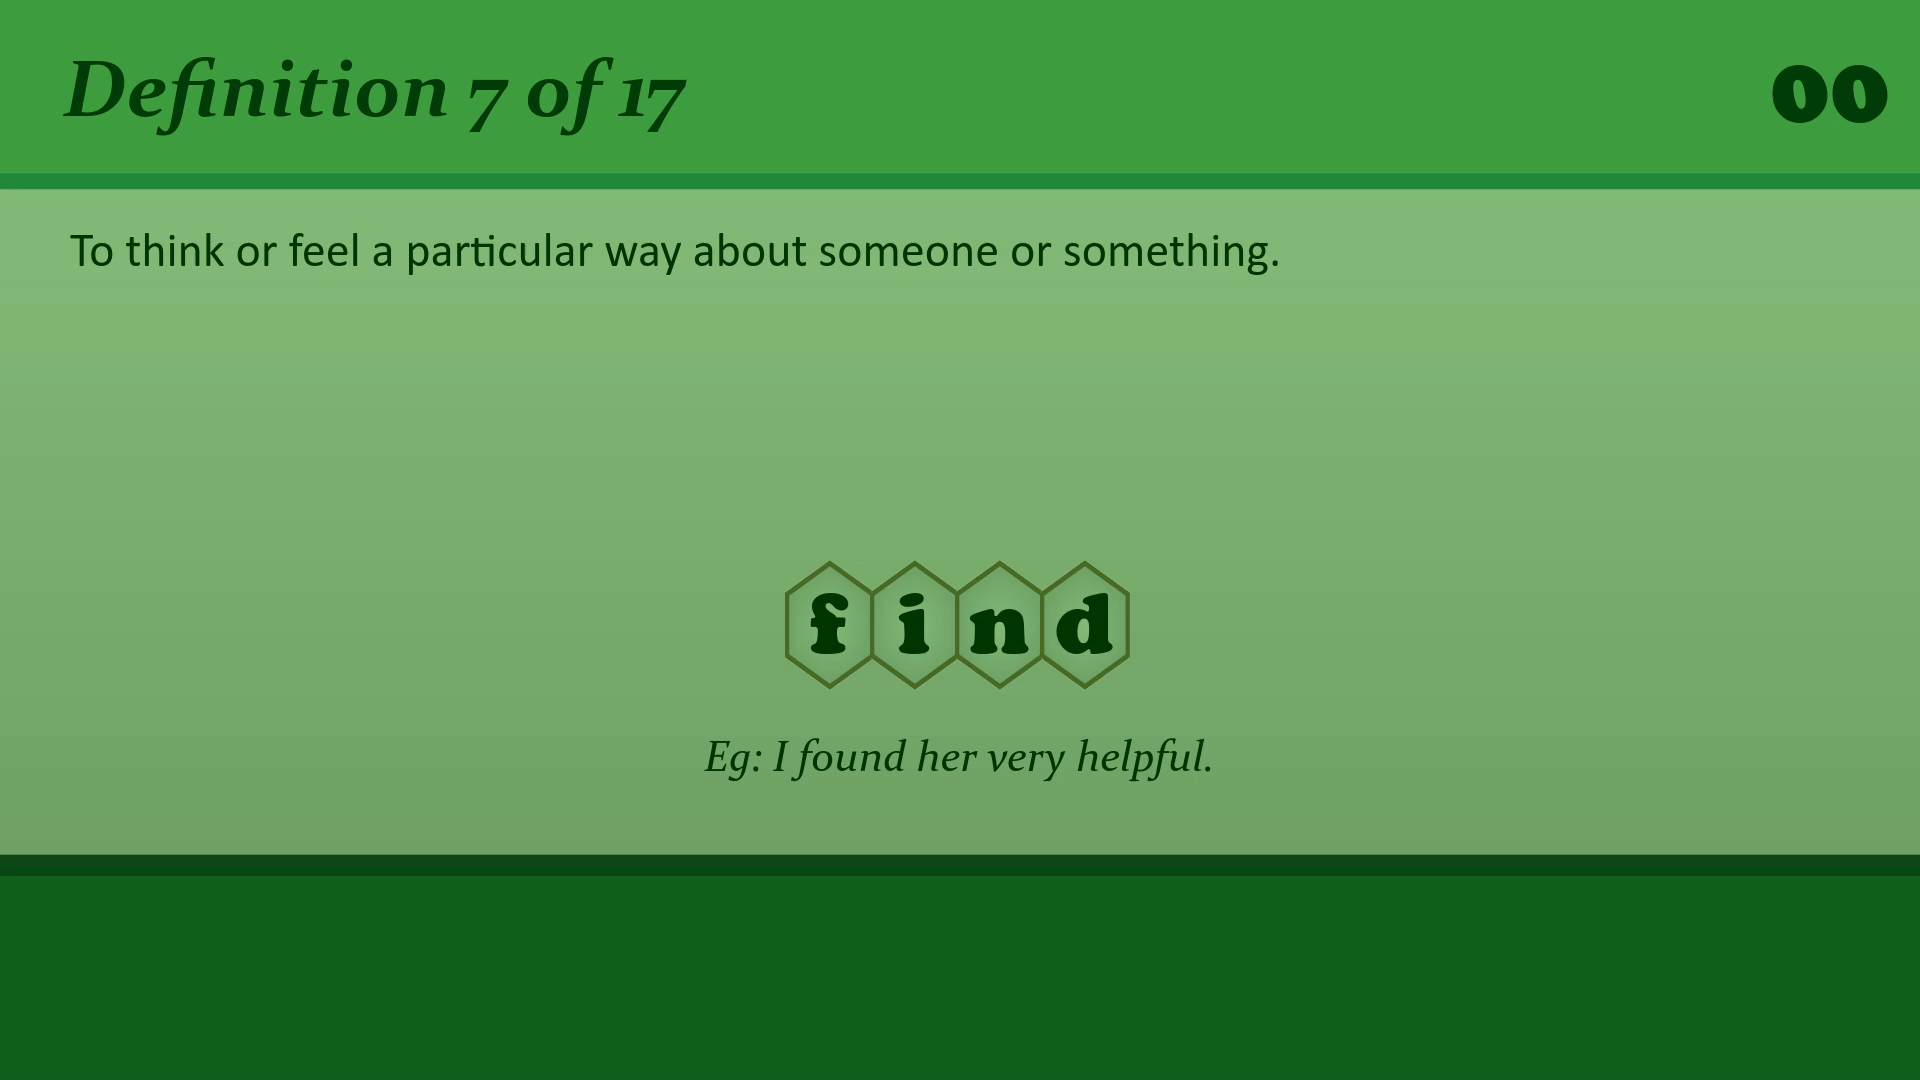 Definition 7 of 17
00
To think or feel a particular way about someone or something.
find
Eg: I found her very helpful.